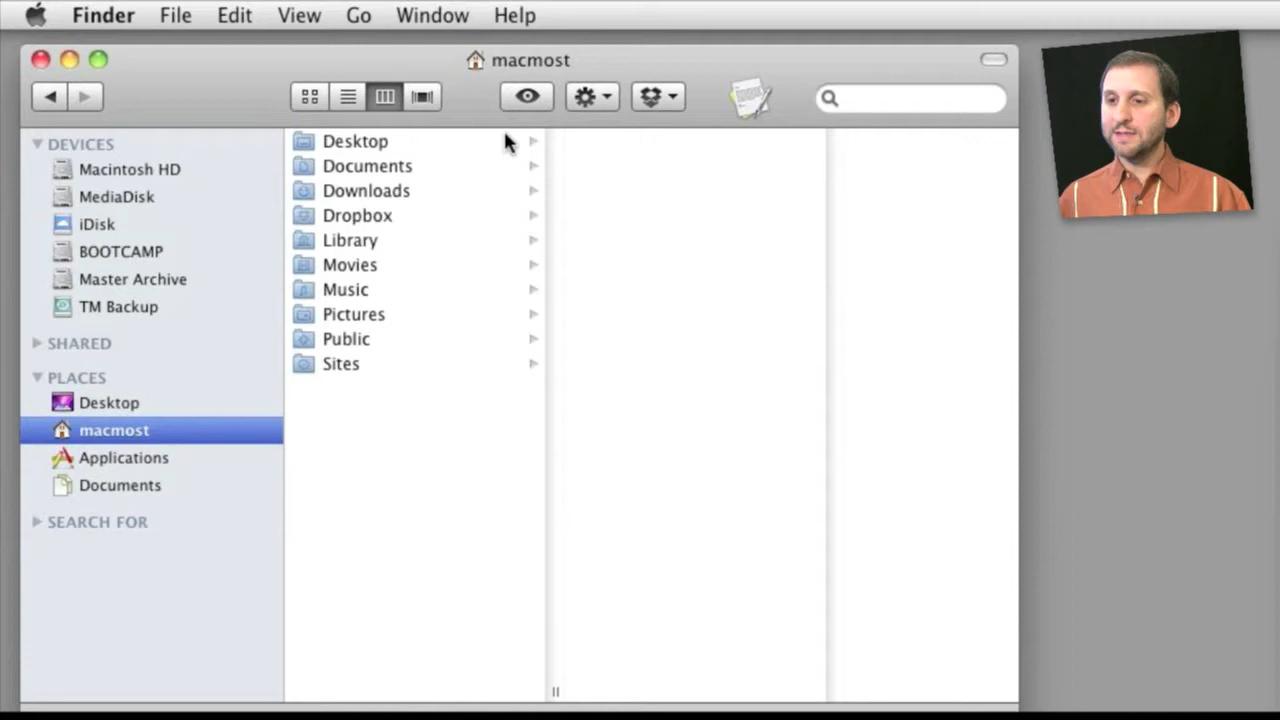 Finder File Edit View Go Window Help
macmost
DEVICES
Macintosh HD
MediaDisk
iDisk
BOOTCAMP
Master Archive
TM Backup
SHARED
PLACES
Desktop
macmost
Applications
Documents
SEARCH FOR
Desktop
Documents
Downloads
Dropbox
Library
Movies
Music
Pictures
Public
Sites